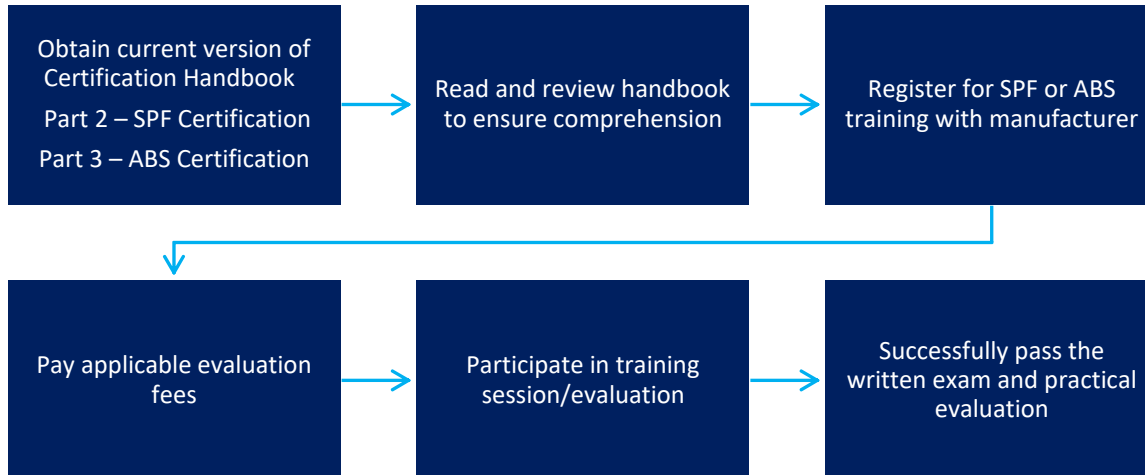 Obtain current version of
Certification Handbook
Part 2 – SPF Certification
Part 3 – ABS Certification
Read and review handbook
to ensure comprehension
Register for SPF or ABS
training with manufacturer
Pay applicable evaluation
fees
Participate in training
session/evaluation
Successfully pass the
written exam and practical
evaluation